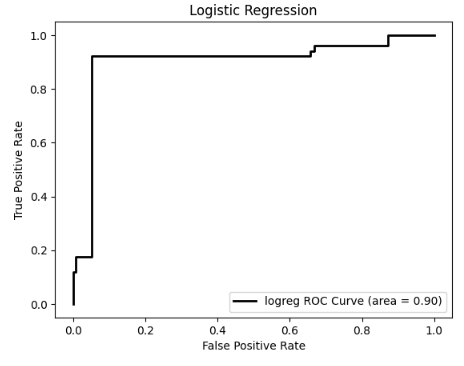 Logistic Regression
1.0
0.8
0.6
0.4
0.2
0.0
True Positive Rate
logreg ROC Curve (area = 0.90)
0.0 0.2 0.4 0.6 0.8 1.0
False Positive Rate